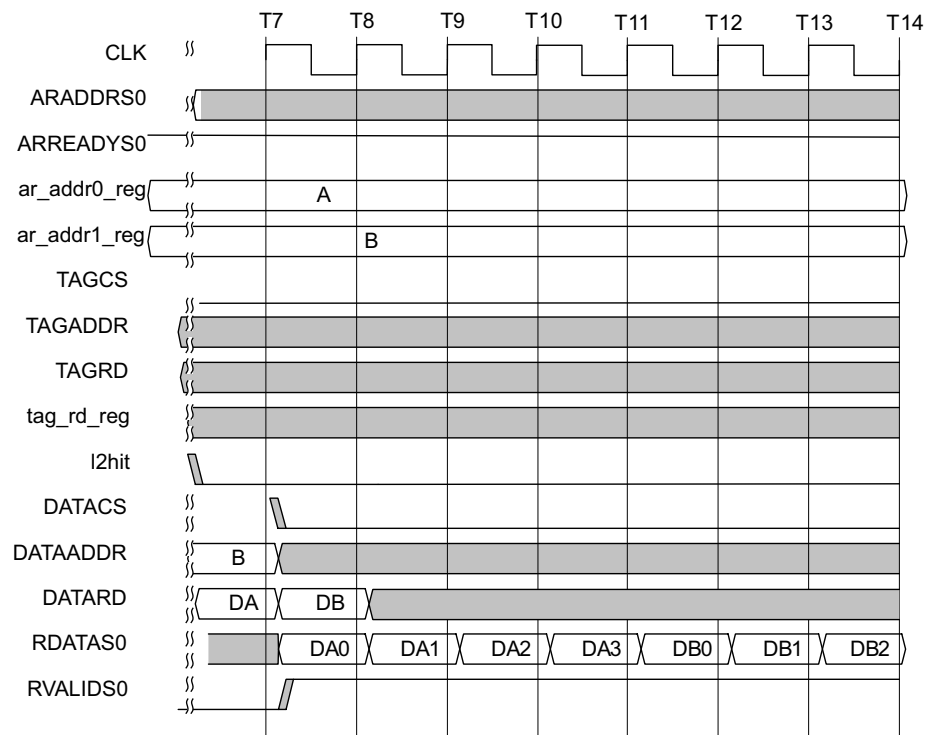 T7 T8 T9 T10 T11 T12 T13 T14
CLK
ARADDRS0
ARREADYS0
ar_addr0_reg A
ar_addr1_reg B
TAGCS
TAGADDR
TAGRD
tag_rd_reg
l2hit
DATACS
DATAADDR B
DATARD DA DB
RDATAS0 DA0 DA1 DA2 DA3 DB0 DB1 DB2
RVALIDS0